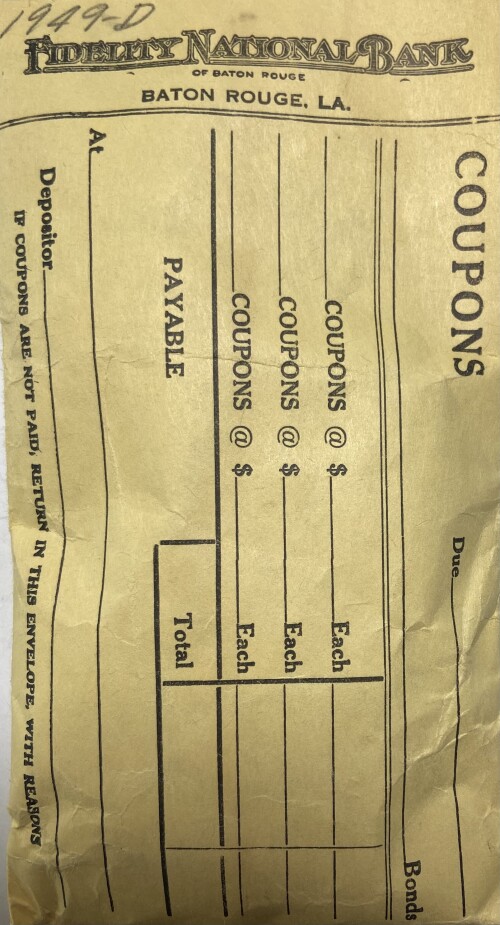 1949-D
FIDELITY NATIONAL BANK
OF BATON ROUGE
BATON ROUGE, LA.
COUPONS Due
Bonds
COUPONS @ $ Each
COUPONS @ $ Each
COUPONS @ $ Each
PAYABLE Total
At
Depositor
IF COUPONS ARE NOT PAID, RETURN IN THIS ENVELOPE, WITH REASONS